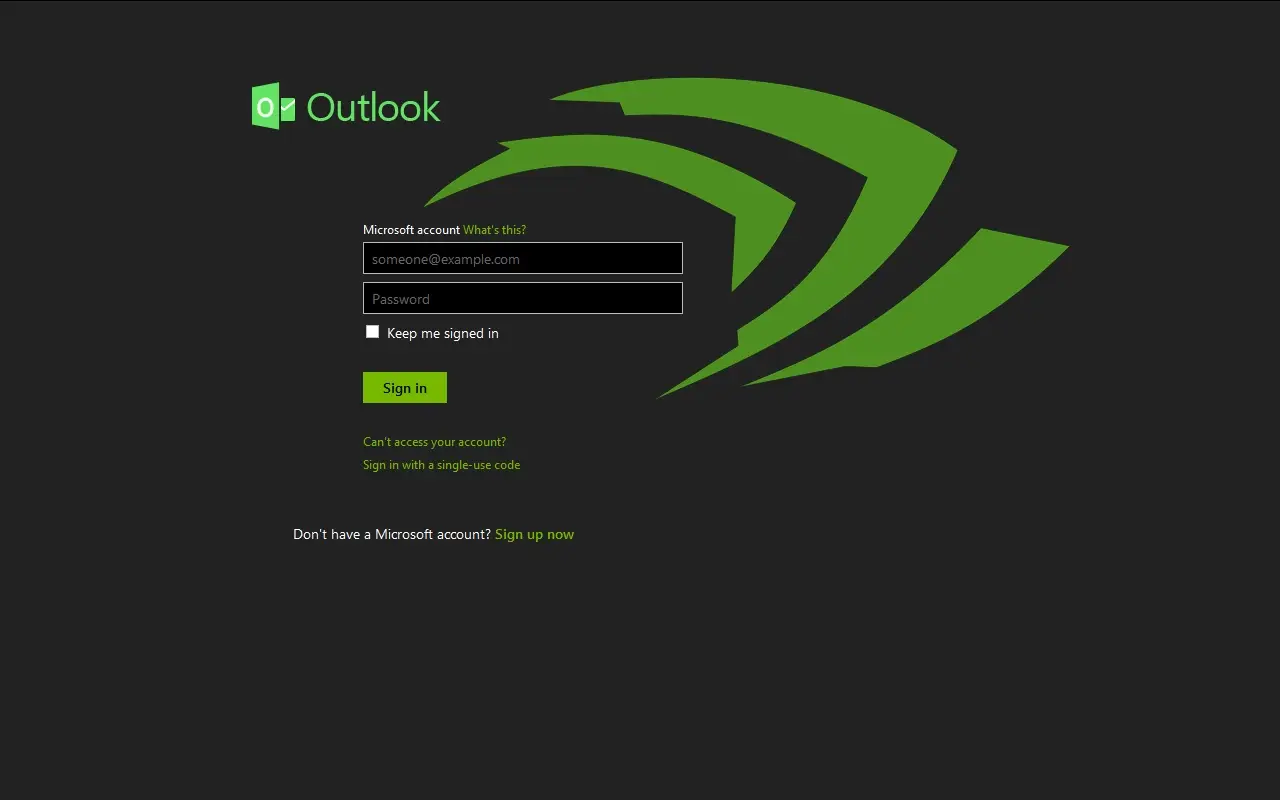 Outlook
Microsoft account What's this?
someone@example.com
Password
Keep me signed in
Sign in
Can't access your account?
Sign in with a single-use code
Don't have a Microsoft account? Sign up now